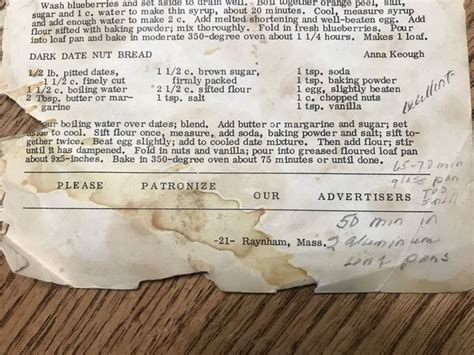 Wash blueberries and set aside to drain well. Boil together orange peel, salt,
sugar and 1 c. water to make thin syrup, about 20 minutes. Cool, measure syrup
and add enough water to make 2 c. Add melted shortening and well-beaten egg. Add
flour sifted with baking powder; mix thoroughly. Fold in fresh blueberries. Pour
into loaf pan and bake in moderate 350-degree oven about 1 1/4 hours. Makes 1 loaf.
DARK DATE NUT BREAD Anna Keough
1/2 lb. pitted dates, 1 1/2 c. brown sugar, 1 tsp. soda
1 1/2 c. finely cut firmly packed 1 tsp. baking powder
1 1/2 c. boiling water 2 1/2 c. flour 1 egg
2 Tbsp. butter or mar- 1 tsp. salt 1 c. chopped nuts
garine 1 tsp. vanilla
excellent
our boiling water over dates; blend. Add butter or margarine and sugar; set
side to cool. Sift flour once, measure, add soda, baking powder and salt; sift to-
gether twice. Beat egg slightly; add to cooled date mixture. Then add flour; stir
until it has dampened. Fold in nuts and vanilla; pour into greased floured loaf pan
about 9x5-inches. Bake in 350-degree oven about 75 minutes or until done.
65-70 min
glass pan
too
small
PLEASE PATRONIZE OUR ADVERTISERS
50 min in
-21- Raynham, Mass. 2 aluminium
long pans